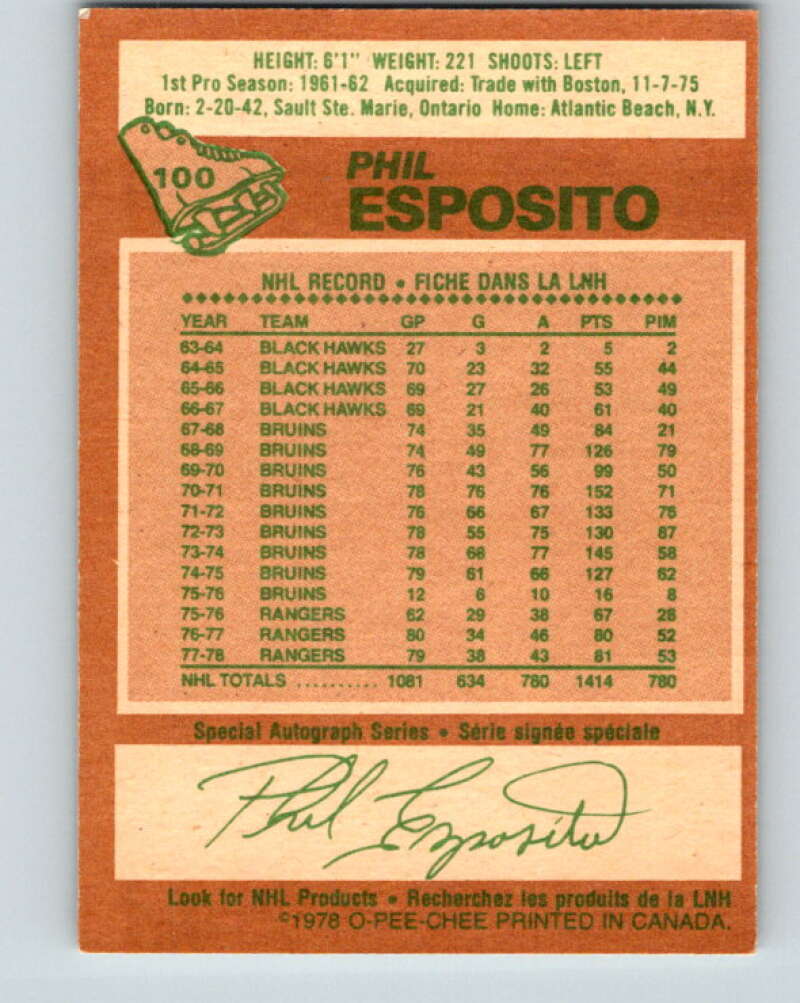 HEIGHT: 6'1" WEIGHT: 221 SHOOTS: LEFT
1st Pro Season: 1961-62 Acquired: Trade with Boston, 11-7-75
Born: 2-20-42, Sault Ste. Marie, Ontario Home: Atlantic Beach, N.Y.
100
PHIL
ESPOSITO
NHL RECORD • FICHE DANS LA LNH
YEAR TEAM GP G A PTS PIM
63-64 BLACK HAWKS 27 3 2 5 2
64-65 BLACK HAWKS 70 23 32 55 44
65-66 BLACK HAWKS 69 27 26 53 49
66-67 BLACK HAWKS 69 21 40 61 40
67-68 BRUINS 74 35 49 84 21
68-69 BRUINS 74 49 77 126 79
69-70 BRUINS 76 43 56 99 50
70-71 BRUINS 78 76 76 152 71
71-72 BRUINS 76 66 67 133 76
72-73 BRUINS 78 55 75 130 87
73-74 BRUINS 78 68 77 145 58
74-75 BRUINS 79 61 66 127 62
75-76 BRUINS 12 6 10 16 8
75-76 RANGERS 62 29 38 67 28
76-77 RANGERS 80 34 46 80 52
77-78 RANGERS 79 38 43 81 53
NHL TOTALS .......... 1081 634 780 1414 780
Special Autograph Series • Série signée spéciale
Phil Esposito
Look for NHL Products • Recherchez les produits de la LNH
©1978 O-PEE-CHEE PRINTED IN CANADA.